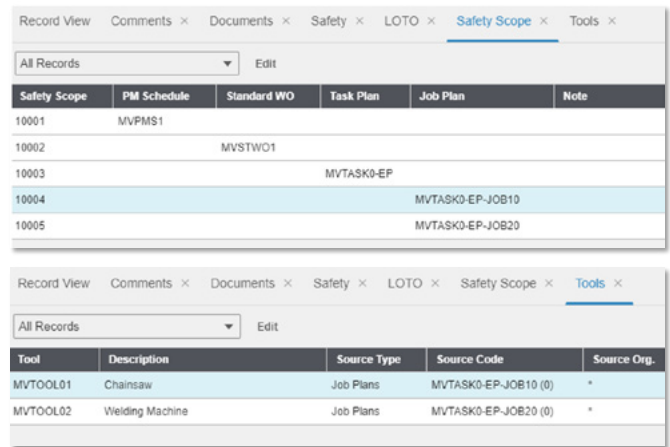 Record View Comments × Documents × Safety × LOTO × Safety Scope × Tools ×
All Records Edit
Safety Scope PM Schedule Standard WO Task Plan Job Plan Note
10001 MVPMS1
10002 MVSTWO1
10003 MVTASK0-EP
10004 MVTASK0-EP-JOB10
10005 MVTASK0-EP-JOB20
Record View Comments × Documents × Safety × LOTO × Safety Scope × Tools ×
All Records Edit
Tool Description Source Type Source Code Source Org.
MVTOOL01 Chainsaw Job Plans MVTASK0-EP-JOB10 (0) *
MVTOOL02 Welding Machine Job Plans MVTASK0-EP-JOB20 (0) *